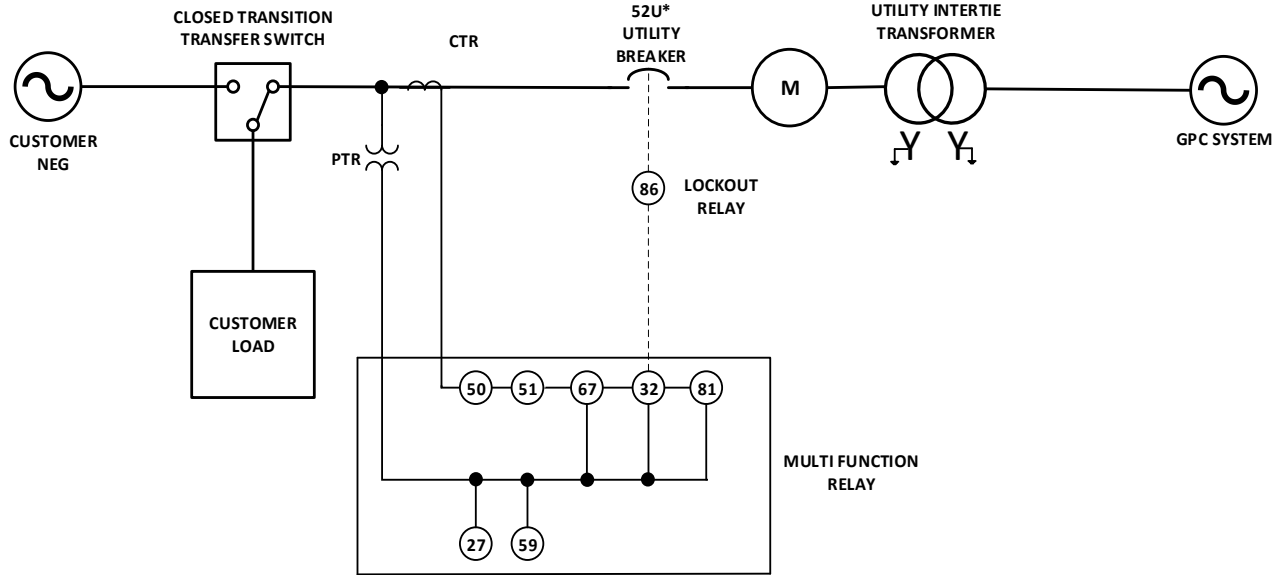 CLOSED TRANSITION
TRANSFER SWITCH
CTR
52U*
UTILITY
BREAKER
UTILITY INTERTIE
TRANSFORMER
M
CUSTOMER
NEG
PTR
GPC SYSTEM
86
LOCKOUT
RELAY
CUSTOMER
LOAD
50
51
67
32
81
MULTI FUNCTION
RELAY
27
59